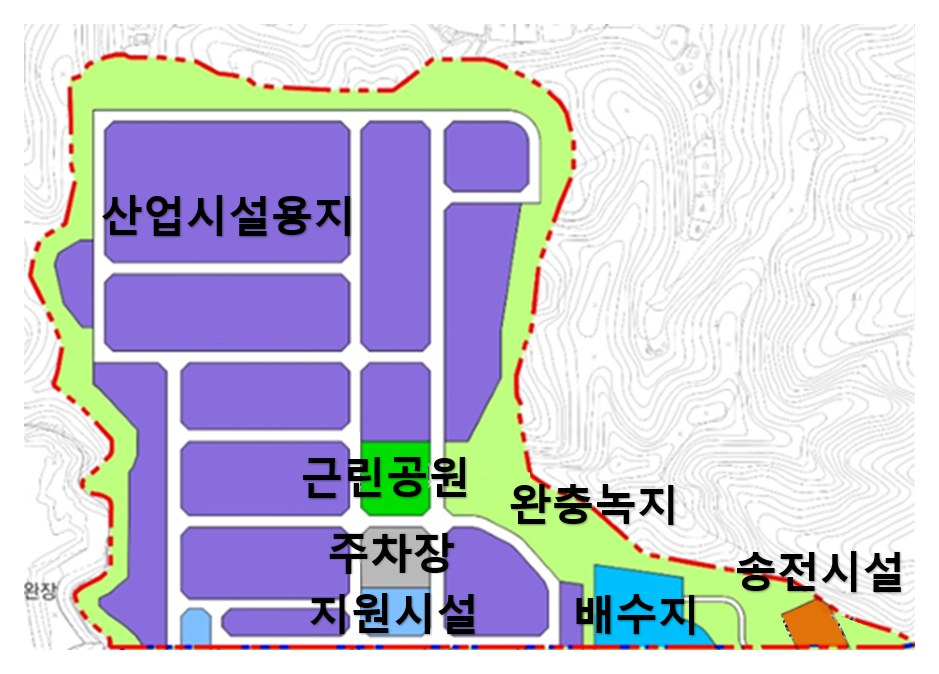 산업시설용지
근린공원
완충녹지
주차장
송전시설
완장
지원시설
배수지